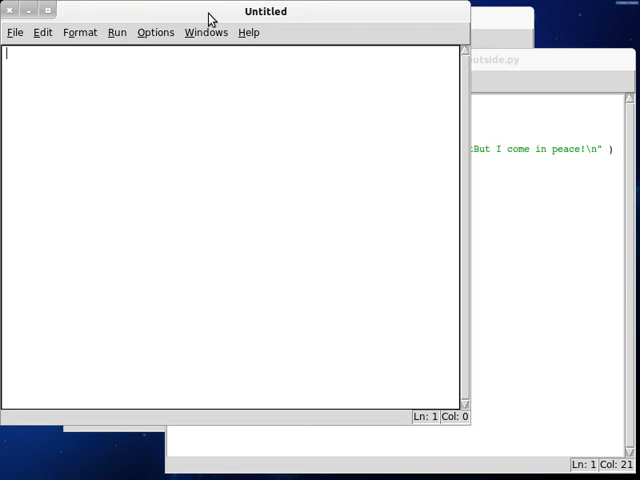 Untitled
File Edit Format Run Options Windows Help
Ln: 1 Col: 0
outside.py
But I come in peace!\n" )
Ln: 1 Col: 21